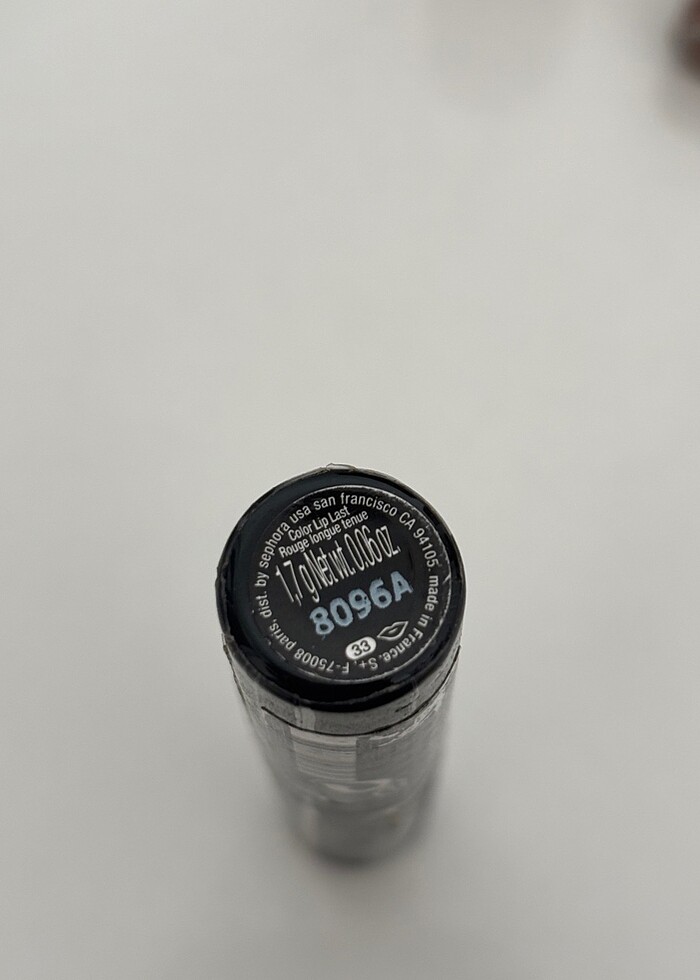 dist. by sephora usa san francisco CA 94105. made in France. S+, F-75008 paris,
Color Lip Last
Rouge longue tenue
1,7 g Net wt. 0.06 oz.
8096A
33